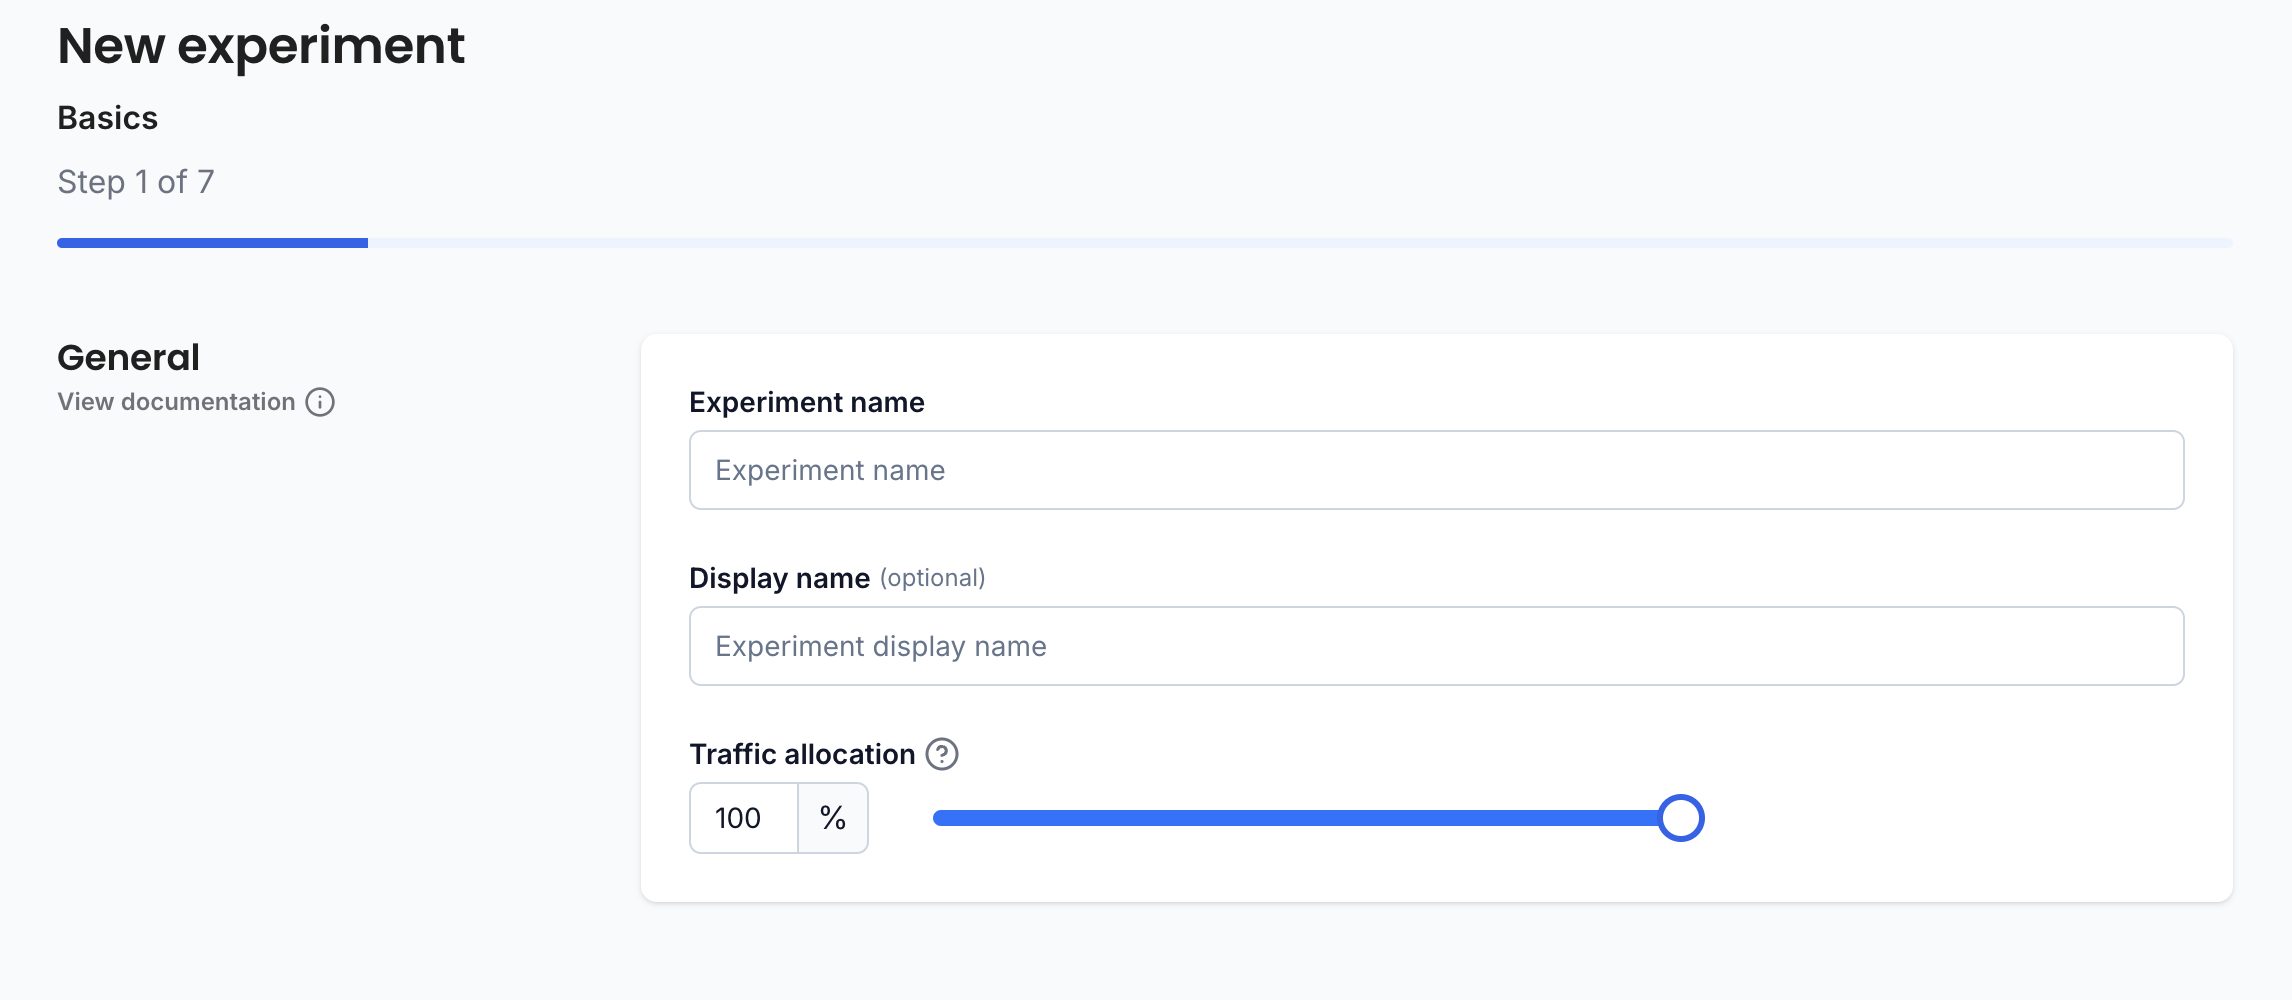 New experiment
Basics
Step 1 of 7
General
View documentation
Experiment name
Experiment name
Display name (optional)
Experiment display name
Traffic allocation
100 %